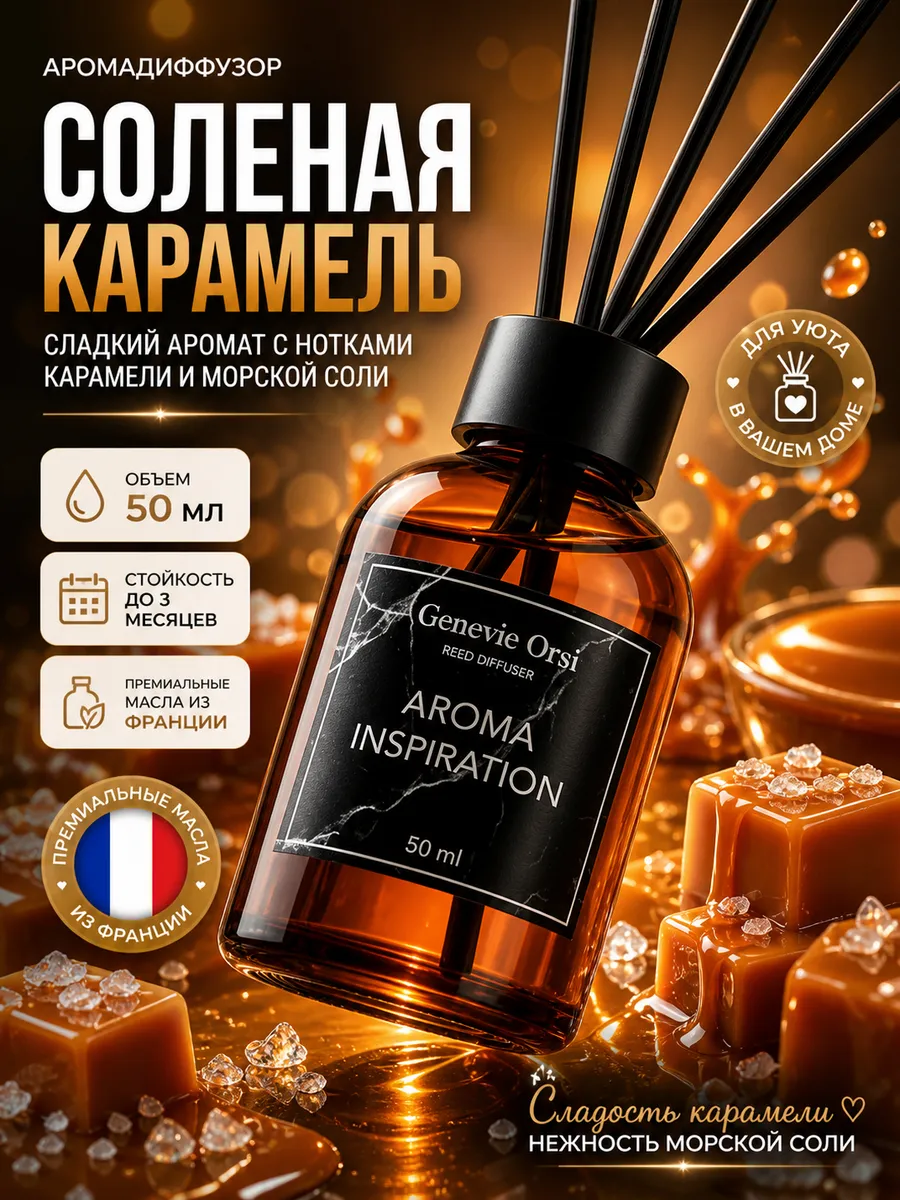 АРОМАДИФФУЗОР
СОЛЕНАЯ
КАРАМЕЛЬ
СЛАДКИЙ АРОМАТ С НОТКАМИ
КАРАМЕЛИ И МОРСКОЙ СОЛИ
ДЛЯ УЮТА
В ВАШЕМ ДОМЕ
ОБЪЕМ
50 МЛ
СТОЙКОСТЬ
ДО 3
МЕСЯЦЕВ
ПРЕМИАЛЬНЫЕ
МАСЛА ИЗ
ФРАНЦИИ
ПРЕМИАЛЬНЫЕ МАСЛА
ИЗ ФРАНЦИИ
Genevie Orsi
REED DIFFUSER
AROMA
INSPIRATION
50 ml
Сладость карамели
НЕЖНОСТЬ МОРСКОЙ СОЛИ